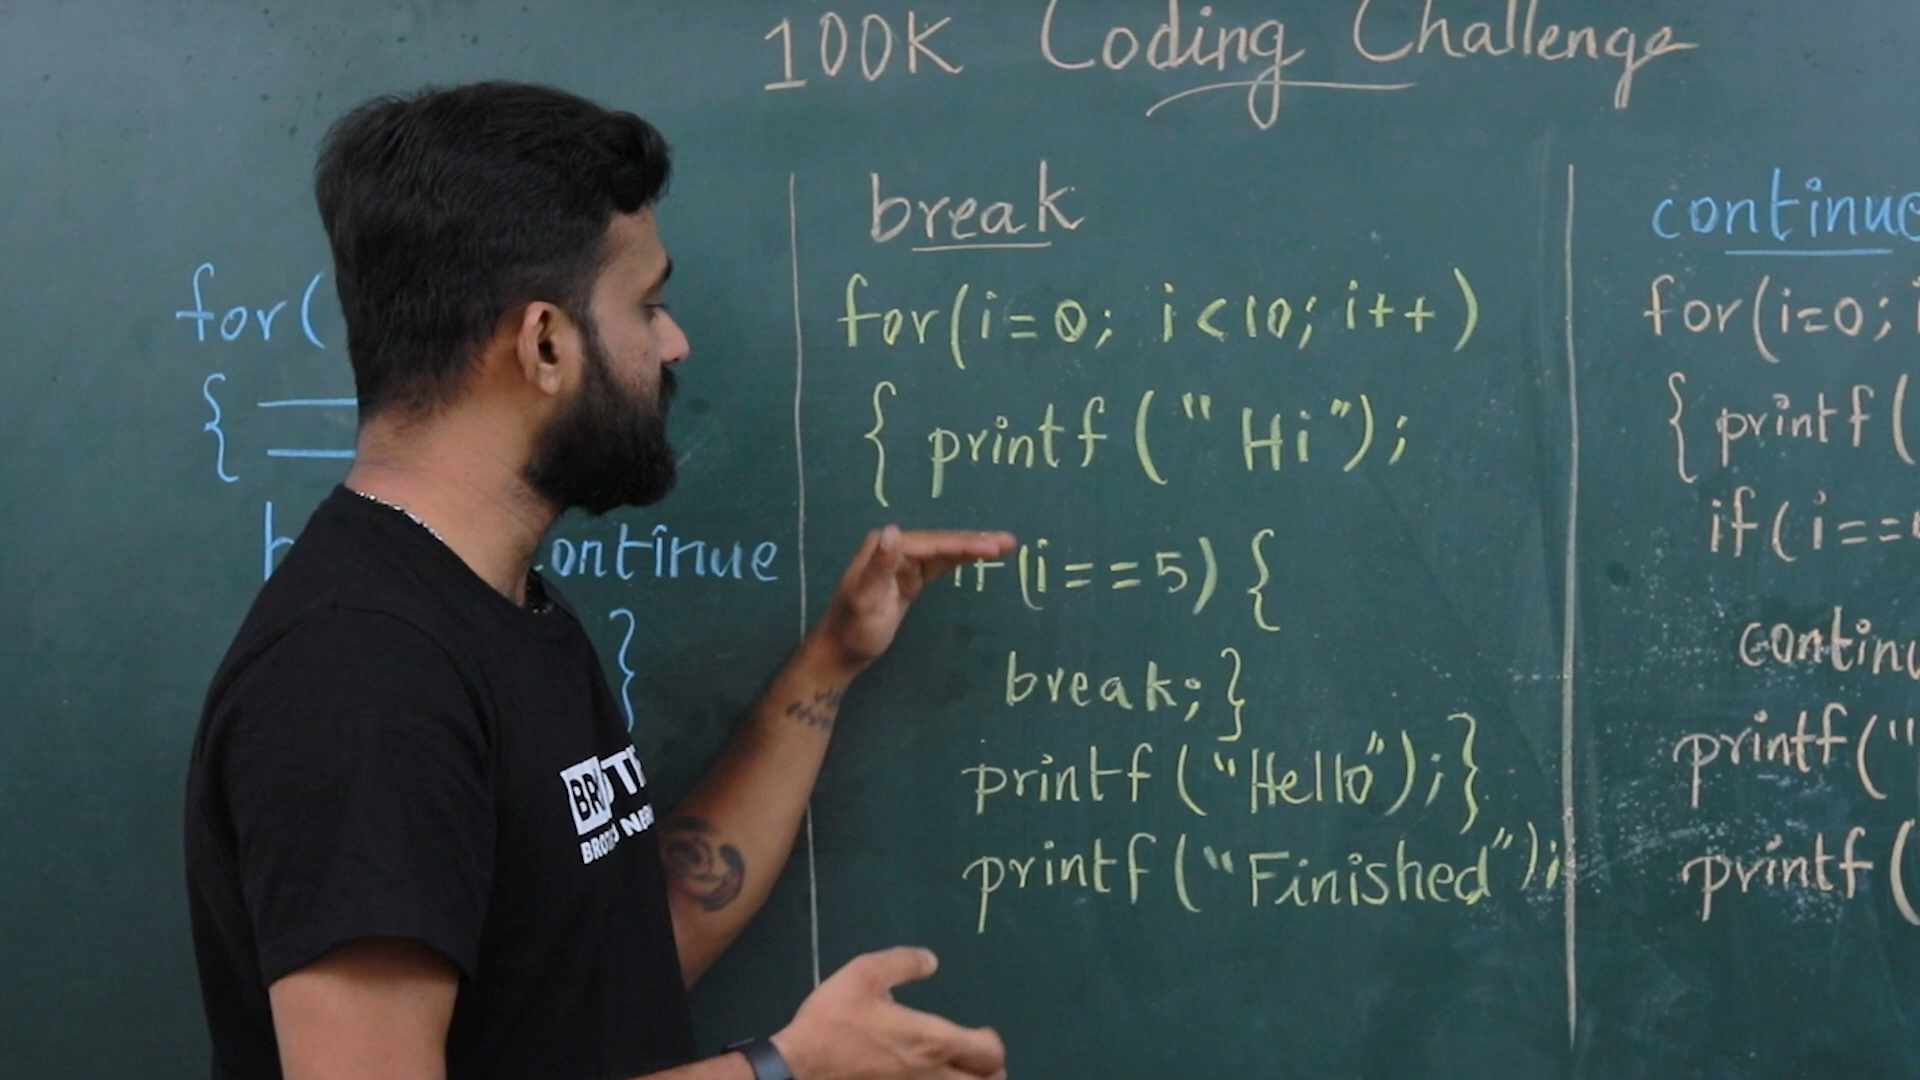 100K Coding Challenge
for(
{
continue
}
break
for(i=0; i<10; i++)
{ printf ("Hi");
if(i==5) {
break; }
printf ("Hello"); }
printf ("Finished");
continue
for(i=0;
{ printf (
if(i==
continu
printf("
printf (